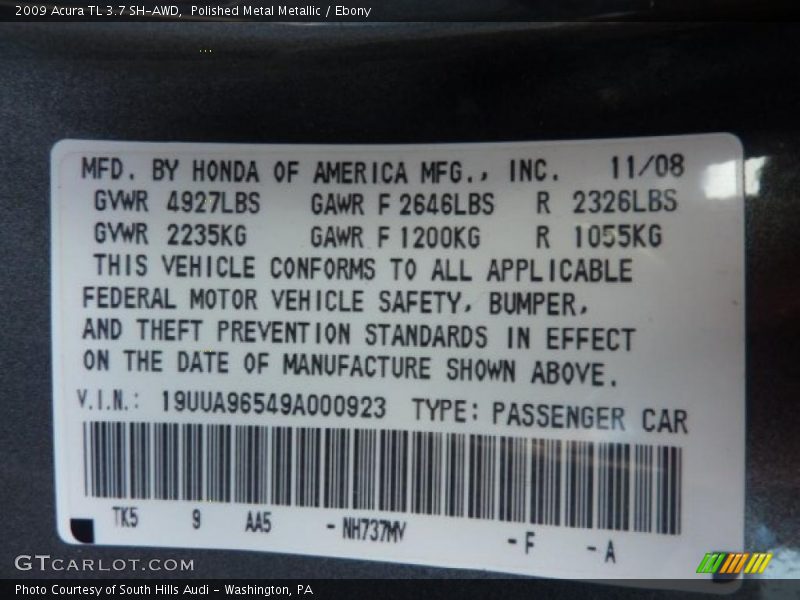 2009 Acura TL 3.7 SH-AWD,  Polished Metal Metallic / Ebony
MFD. BY HONDA OF AMERICA MFG., INC. 11/08
GVWR 4927LBS GAWR F 2646LBS R 2326LBS
GVWR 2235KG GAWR F 1200KG R 1055KG
THIS VEHICLE CONFORMS TO ALL APPLICABLE
FEDERAL MOTOR VEHICLE SAFETY, BUMPER,
AND THEFT PREVENTION STANDARDS IN EFFECT
ON THE DATE OF MANUFACTURE SHOWN ABOVE.
V.I.N.: 19UUA96549A000923 TYPE: PASSENGER CAR
TK5 9 AA5 -NH737MV -F -A
GTCARLOT.COM
Photo Courtesy of South Hills Audi - Washington, PA